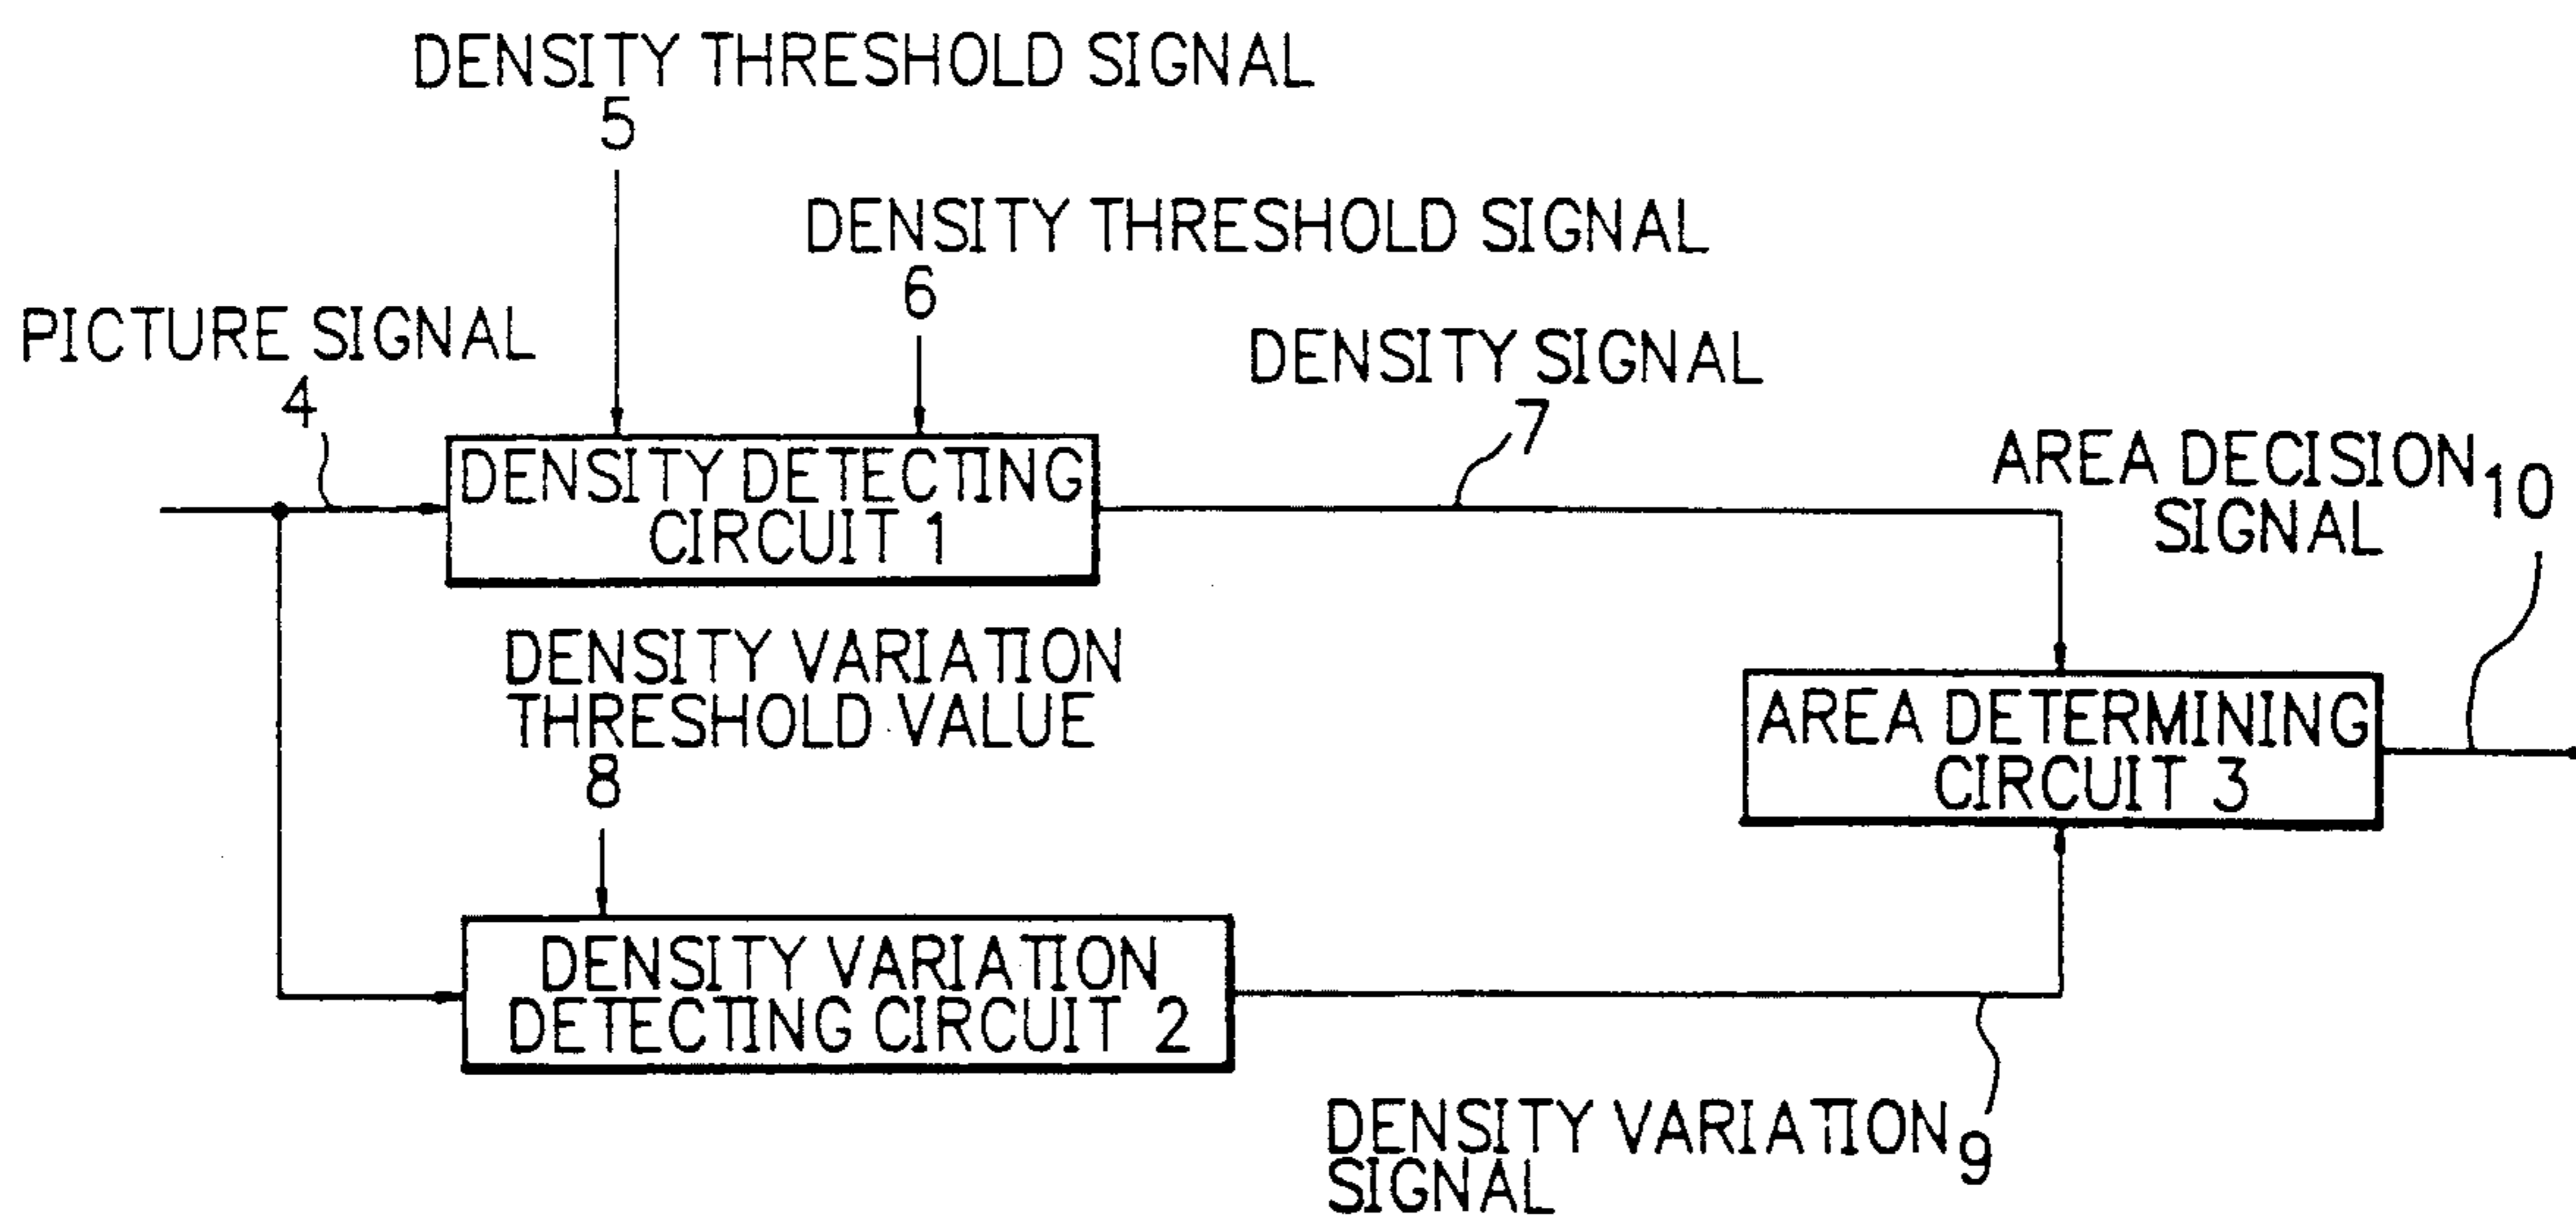 DENSITY THRESHOLD SIGNAL
5
DENSITY THRESHOLD SIGNAL
6
PICTURE SIGNAL
4
DENSITY SIGNAL
7
DENSITY DETECTING
CIRCUIT 1
AREA DECISION
SIGNAL
10
DENSITY VARIATION
THRESHOLD VALUE
8
AREA DETERMINING
CIRCUIT 3
DENSITY VARIATION
DETECTING CIRCUIT 2
DENSITY VARIATION
SIGNAL
9